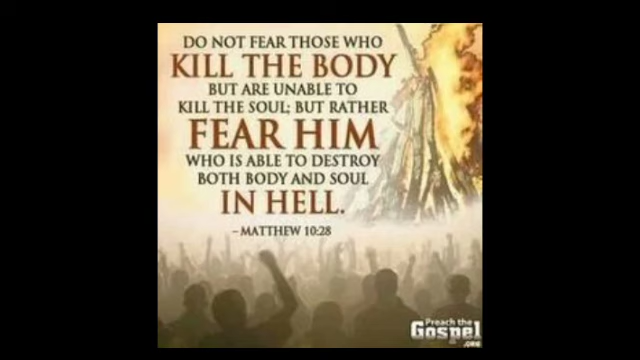 DO NOT FEAR THOSE WHO
KILL THE BODY
BUT ARE UNABLE TO
KILL THE SOUL; BUT RATHER
FEAR HIM
WHO IS ABLE TO DESTROY
BOTH BODY AND SOUL
IN HELL.
– MATTHEW 10:28
Preach the
Gospel
.ORG